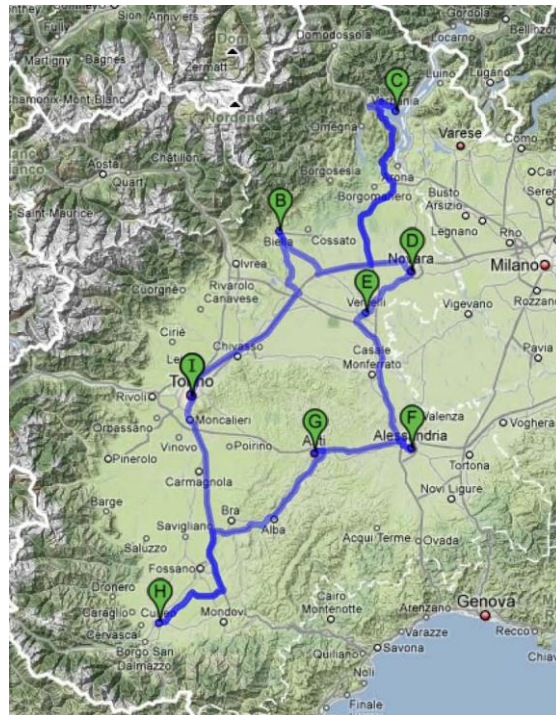 Gordola
Sion
Anniviers
Fully
Dom
Domodossola
Locarno
Bellinzona
Martigny
Bagnes
Zermatt
Luino
Lugano
Chamonix-Mont-Blanc
Nordend
C
Verbania
Omegna
Aosta
Châtillon
Varese
Como
Quart
Borgosesia
Arona
Borgomanero
Busto
Arsizio
Saint-Maurice
B
Cossato
Legnano
Rho
Biella
D
Novara
Milano
Ivrea
Rivarolo
Canavese
E
Cuorgnè
Vercelli
Vigevano
Rozzano
Ciriè
Chivasso
Casale
Monferrato
Pavia
I
Torino
Rivoli
Orbassano
Moncalieri
G
F
Valenza
Voghera
Vinovo
Poirino
Asti
Alessandria
Pinerolo
Tortona
Carmagnola
Novi Ligure
Barge
Bra
Savigliano
Alba
Saluzzo
Acqui Terme
Ovada
Fossano
H
Dronero
Caraglio
Cuneo
Mondovì
Cairo
Montenotte
Arenzano
Genova
Cervasca
Varazze
Recco
Borgo San
Dalmazzo
Quiliano
Savona
Chiav
Noli
Finale